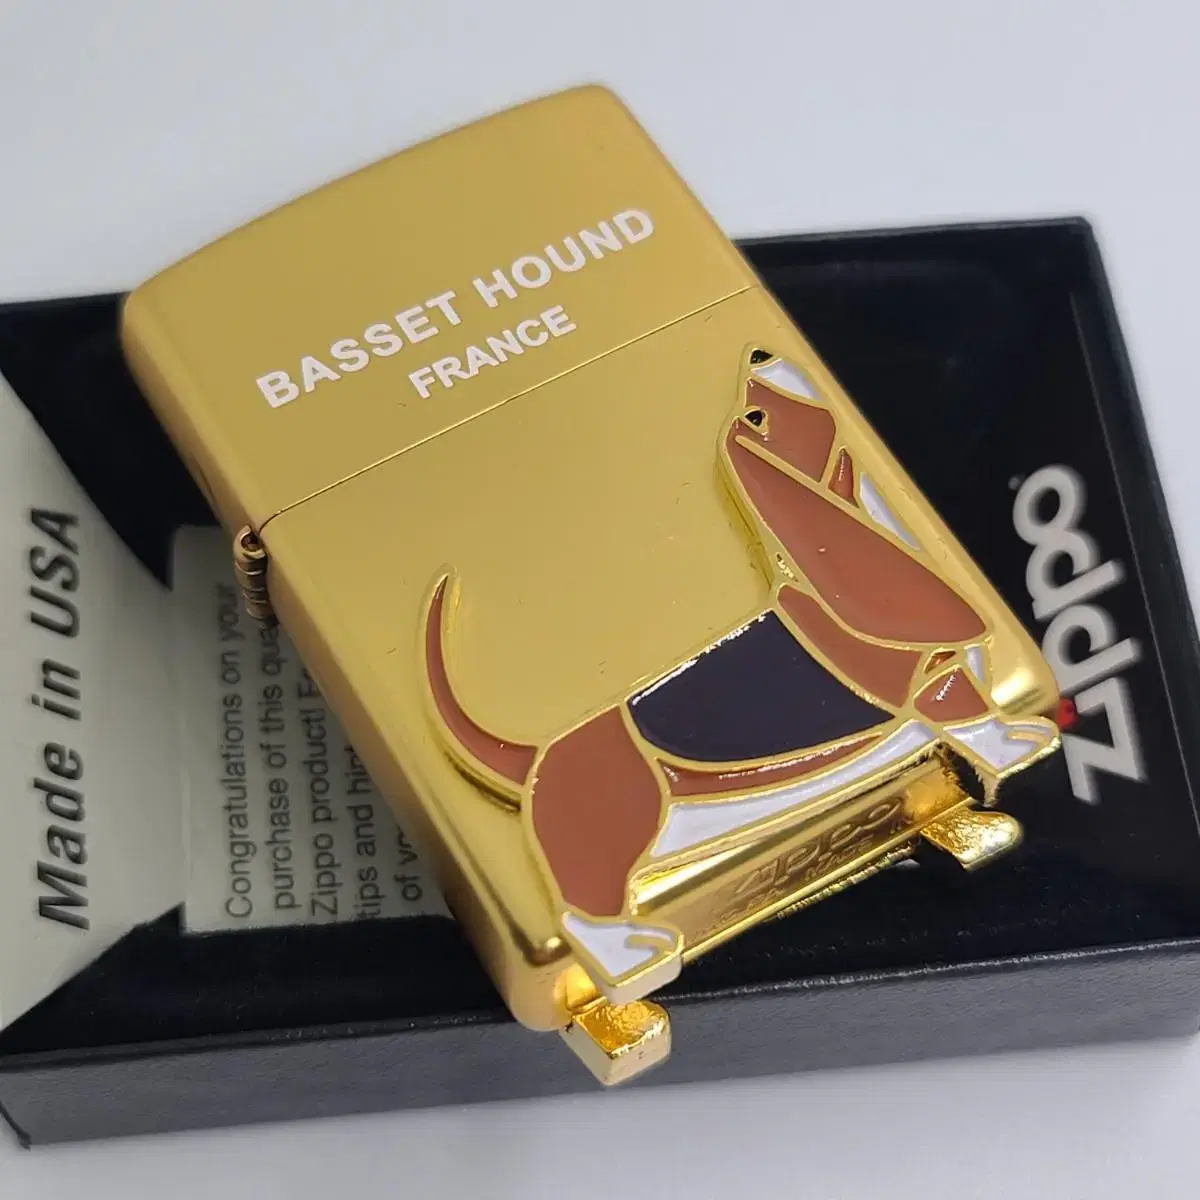 BASSET HOUND
FRANCE
Made in USA
Congratulations on your
purchase of this qua
Zippo product!
tips and
of
Zippo
zippo